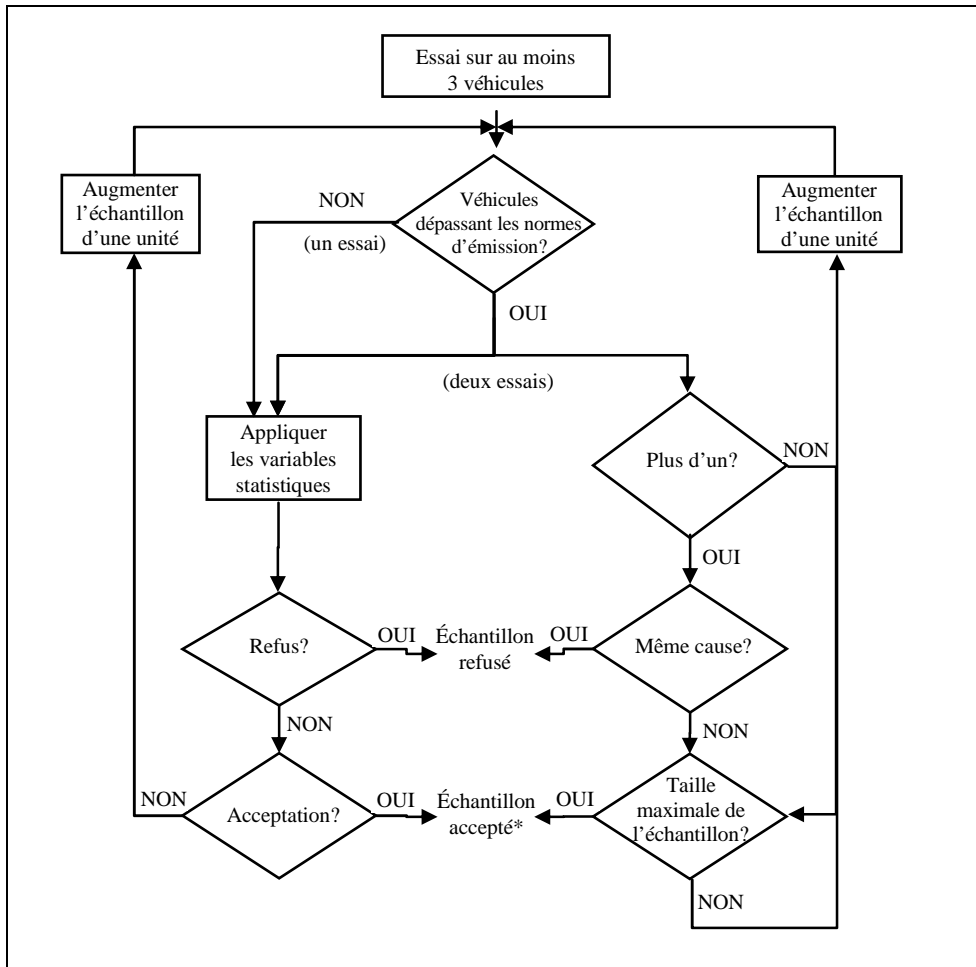 Essai sur au moins
3 véhicules
Augmenter
l’échantillon
d’une unité
NON
(un essai)
Véhicules
dépassant les normes
d’émission?
Augmenter
l’échantillon
d’une unité
OUI
(deux essais)
Appliquer
les variables
statistiques
Plus d’un?
NON
OUI
Refus?
OUI
Échantillon
refusé
OUI
Même cause?
NON
NON
NON
Acceptation?
OUI
Échantillon
accepté*
OUI
Taille
maximale de
l’échantillon?
NON